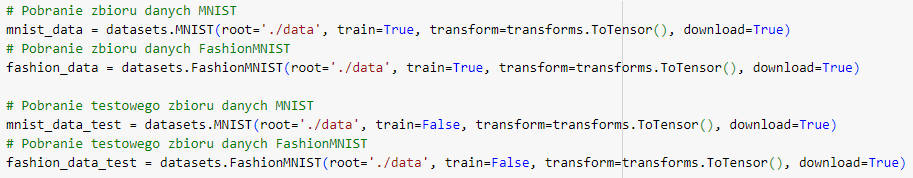 # Pobranie zbioru danych MNIST
mnist_data = datasets.MNIST(root='./data', train=True, transform=transforms.ToTensor(), download=True)
# Pobranie zbioru danych FashionMNIST
fashion_data = datasets.FashionMNIST(root='./data', train=True, transform=transforms.ToTensor(), download=True)
# Pobranie testowego zbioru danych MNIST
mnist_data_test = datasets.MNIST(root='./data', train=False, transform=transforms.ToTensor(), download=True)
# Pobranie testowego zbioru danych FashionMNIST
fashion_data_test = datasets.FashionMNIST(root='./data', train=False, transform=transforms.ToTensor(), download=True)